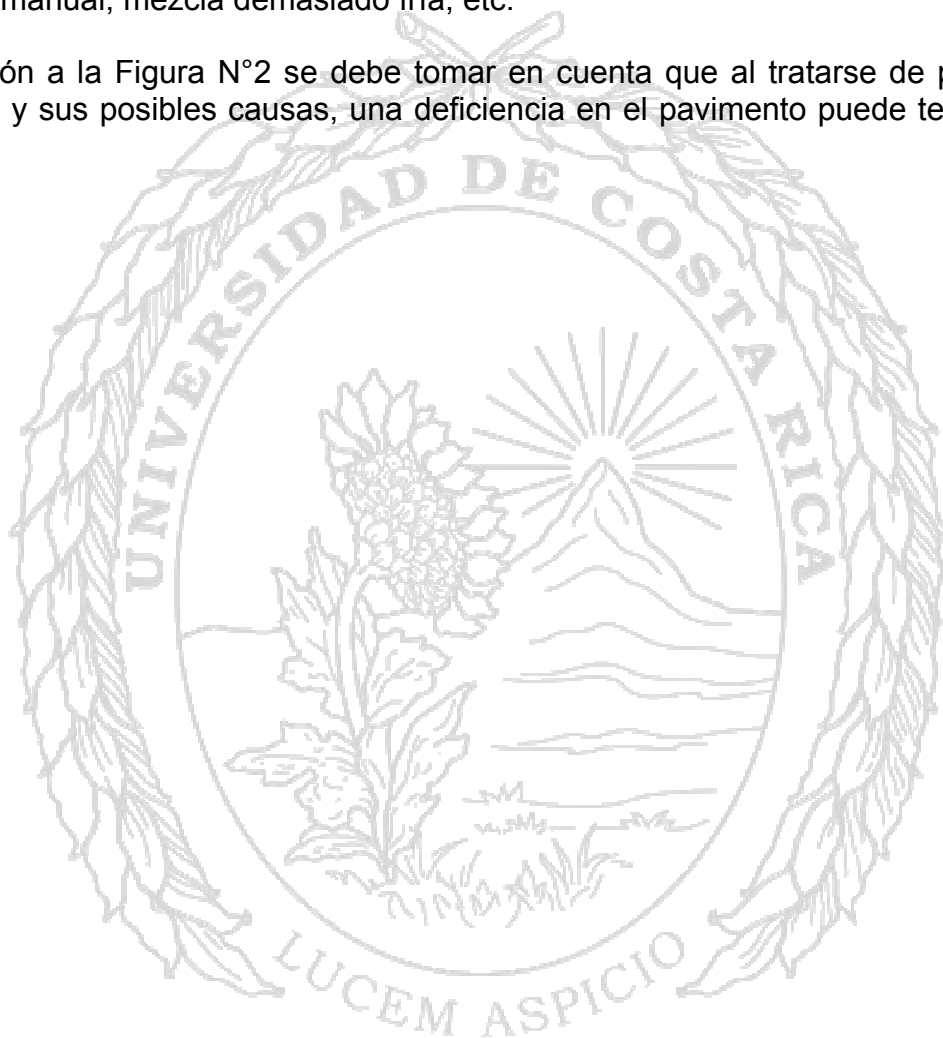 manual, mezcla demasiado fría, etc.
ón a la Figura N°2 se debe tomar en cuenta que al tratarse de p
y sus posibles causas, una deficiencia en el pavimento puede te
UNIVERSIDAD DE COSTA RICA
LUCEM ASPICIO